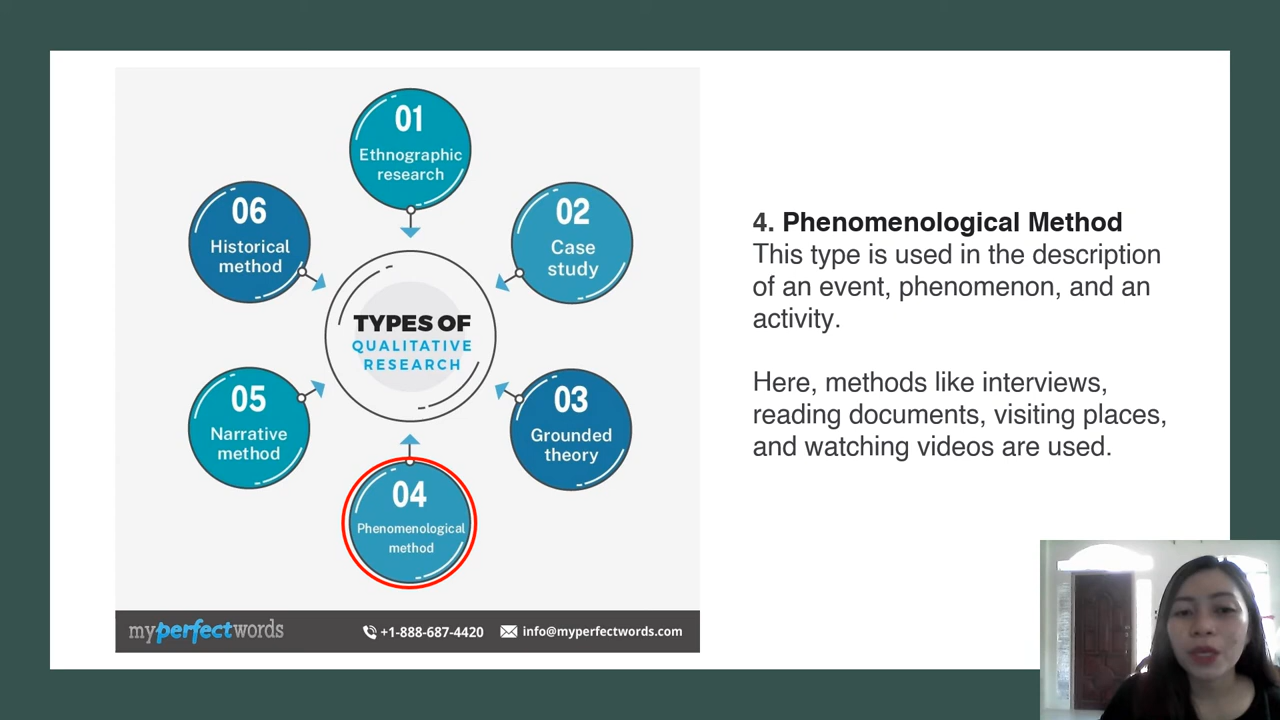 01
Ethnographic
research
02
Case
study
03
Grounded
theory
04
Phenomenological
method
05
Narrative
method
06
Historical
method
TYPES OF
QUALITATIVE
RESEARCH
myperfectwords
+1-888-687-4420
info@myperfectwords.com
4. Phenomenological Method
This type is used in the description
of an event, phenomenon, and an
activity.
Here, methods like interviews,
reading documents, visiting places,
and watching videos are used.